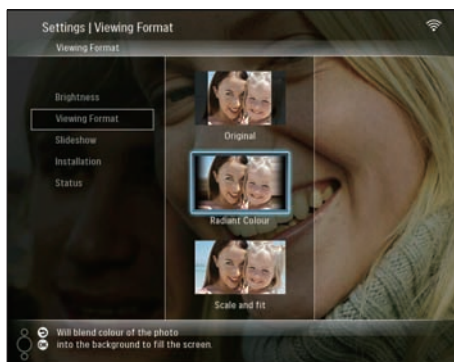 Settings | Viewing Format
Viewing Format
Brightness
Viewing Format
Slideshow
Installation
Status
Original
Radiant Colour
Scale and fit
Will blend colour of the photo
OK into the background to fill the screen.